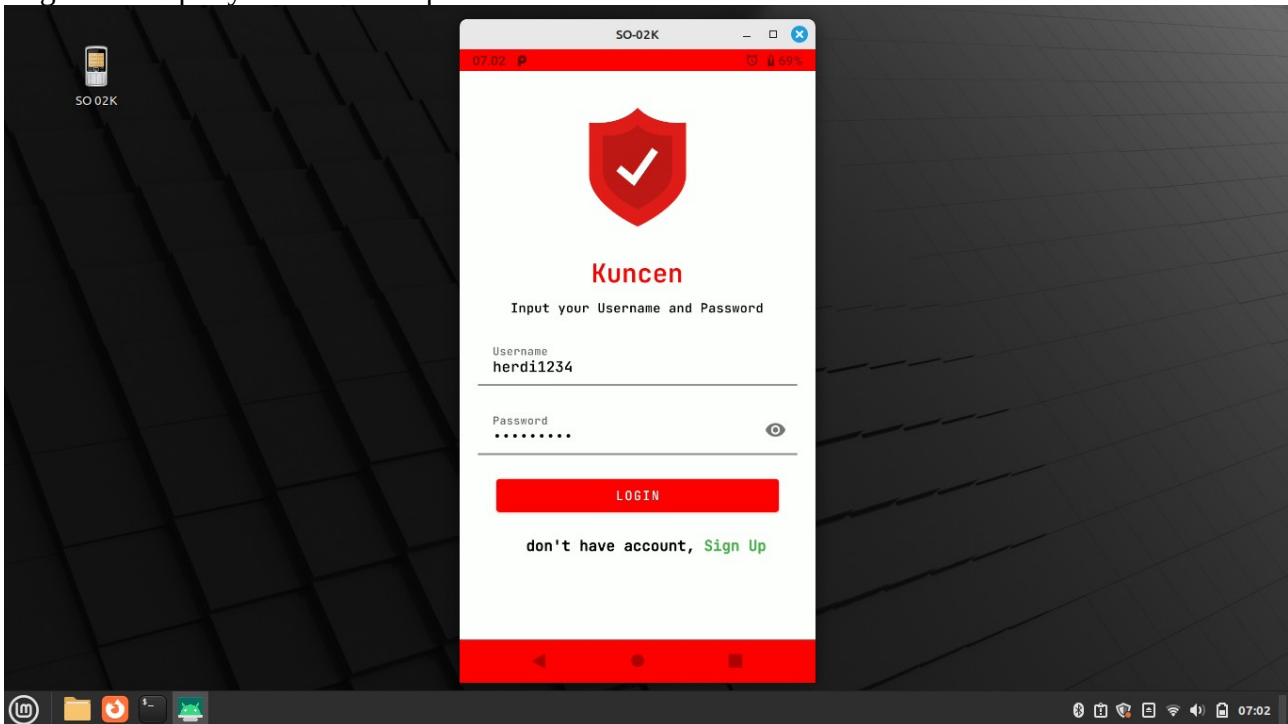 SO 02K
SO-02K
07.02 P 69%
Kuncen
Input your Username and Password
Username
herdi1234
Password
LOGIN
don't have account, Sign Up
07:02